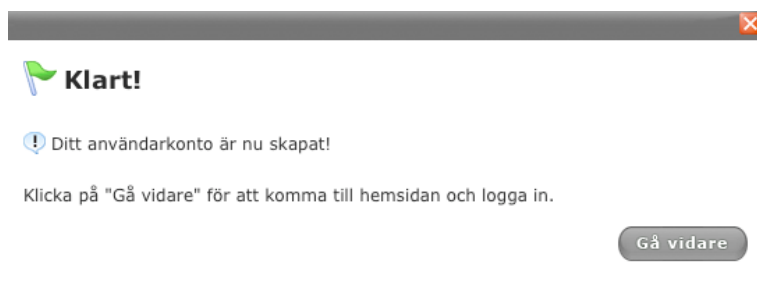 Klart!
Ditt användarkonto är nu skapat!
Klicka på "Gå vidare" för att komma till hemsidan och logga in.
Gå vidare